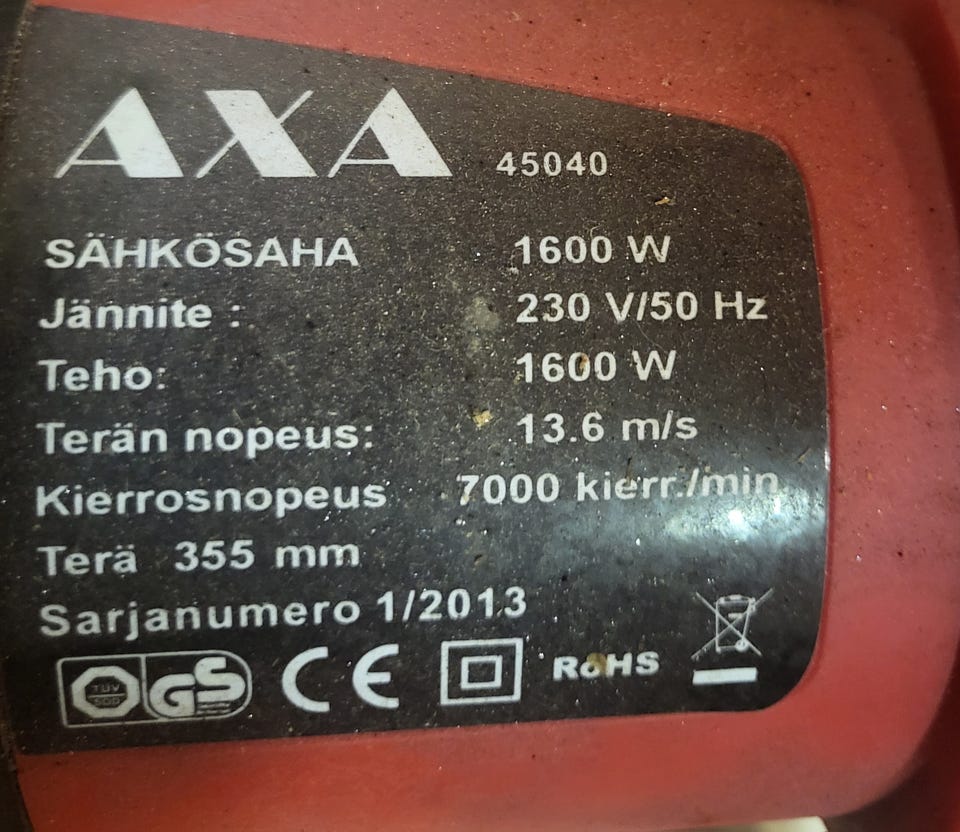 AXA 45040
SÄHKÖSAHA 1600 W
Jännite : 230 V/50 Hz
Teho: 1600 W
Terän nopeus: 13.6 m/s
Kierrosnopeus 7000 kierr./min
Terä 355 mm
Sarjanumero 1/2013
TÜV GS CE RoHS